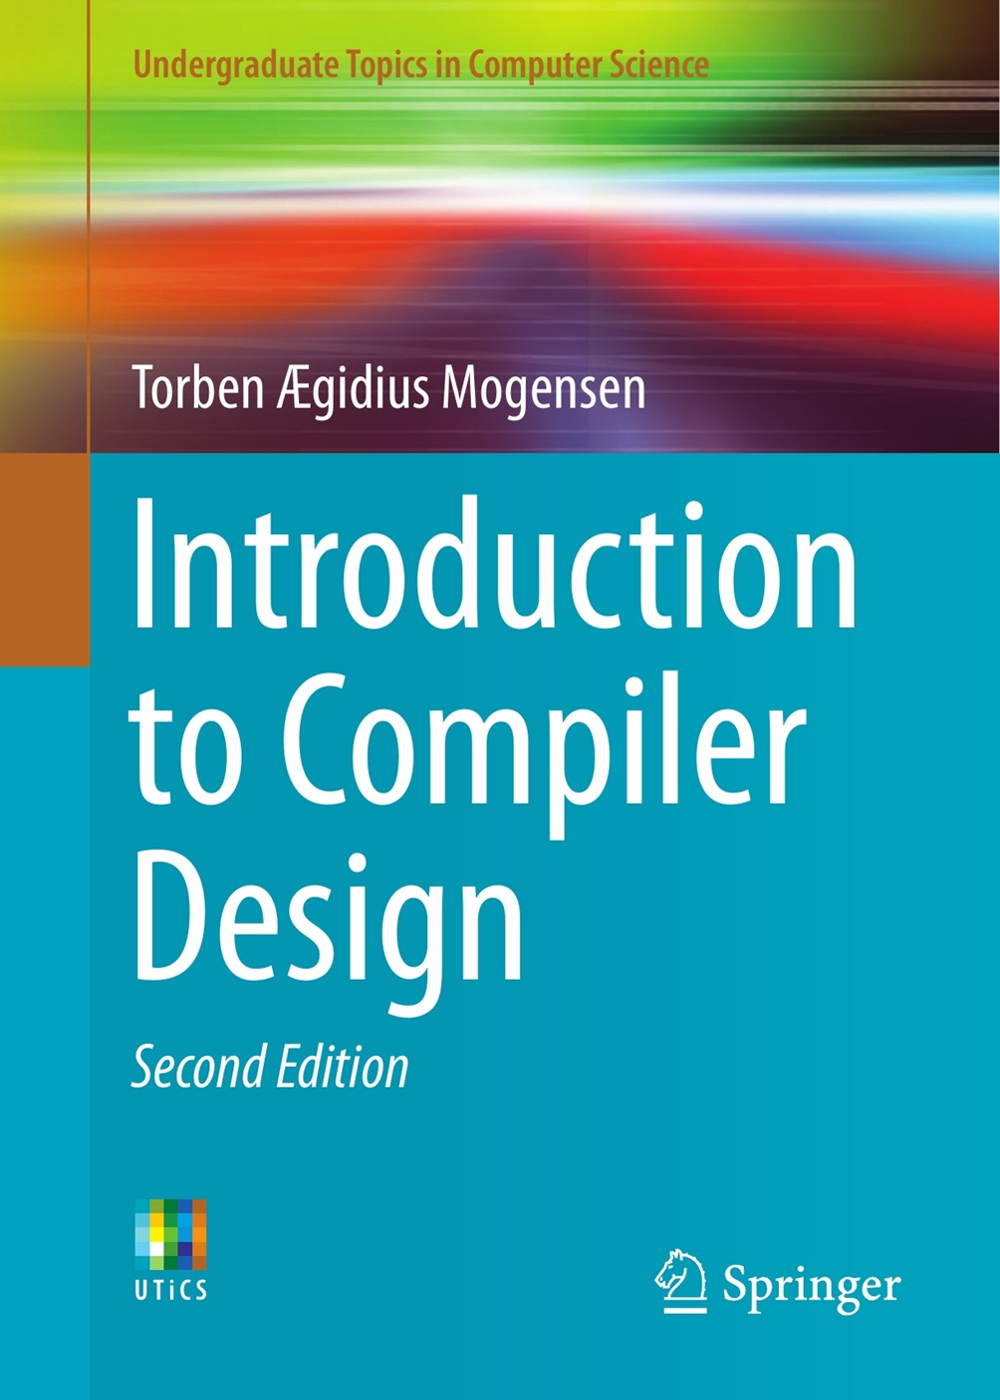 Undergraduate Topics in Computer Science
Torben Ægidius Mogensen
Introduction
to Compiler
Design
Second Edition
UTiCS
Springer